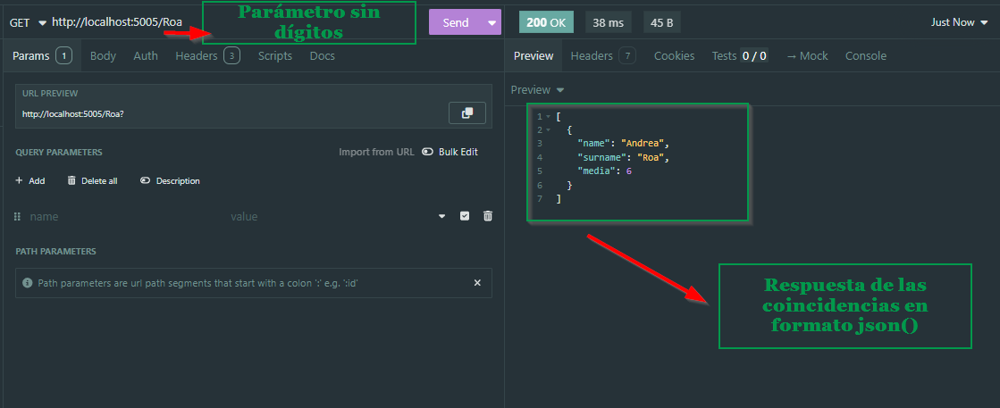 GET http://localhost:5005/Roa
Parámetro sin
dígitos
Send
200 OK 38 ms 45 B
Just Now
Params 1 Body Auth Headers 3 Scripts Docs
Preview Headers 7 Cookies Tests 0 / 0 → Mock Console
URL PREVIEW
http://localhost:5005/Roa?
Preview
QUERY PARAMETERS
Import from URL Bulk Edit
+ Add Delete all Description
name value
PATH PARAMETERS
Path parameters are url path segments that start with a colon ':' e.g. ':id'
1 [
2 {
3 "name": "Andrea",
4 "surname": "Roa",
5 "media": 6
6 }
7 ]
Respuesta de las
coincidencias en
formato json()